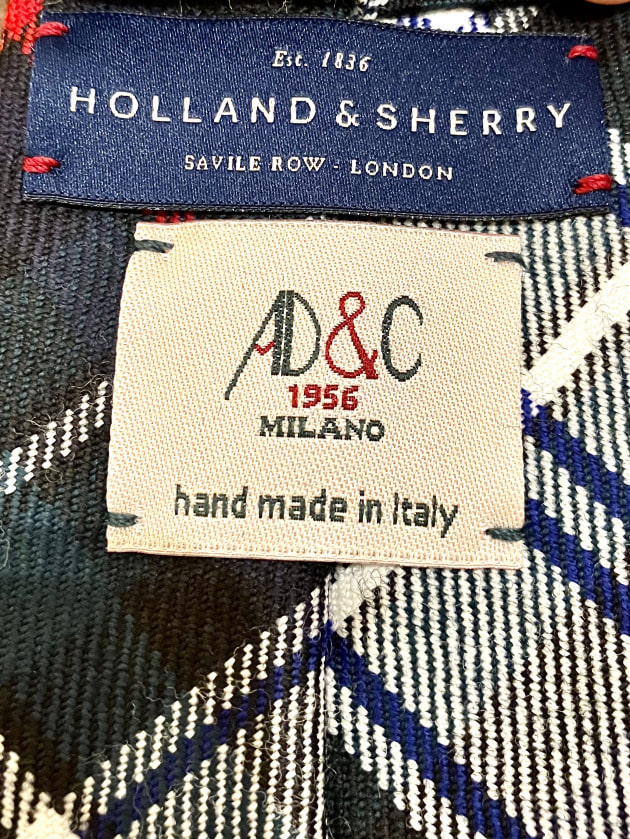 Est. 1836
HOLLAND & SHERRY
SAVILE ROW - LONDON
AD&C
1956
MILANO
hand made in Italy